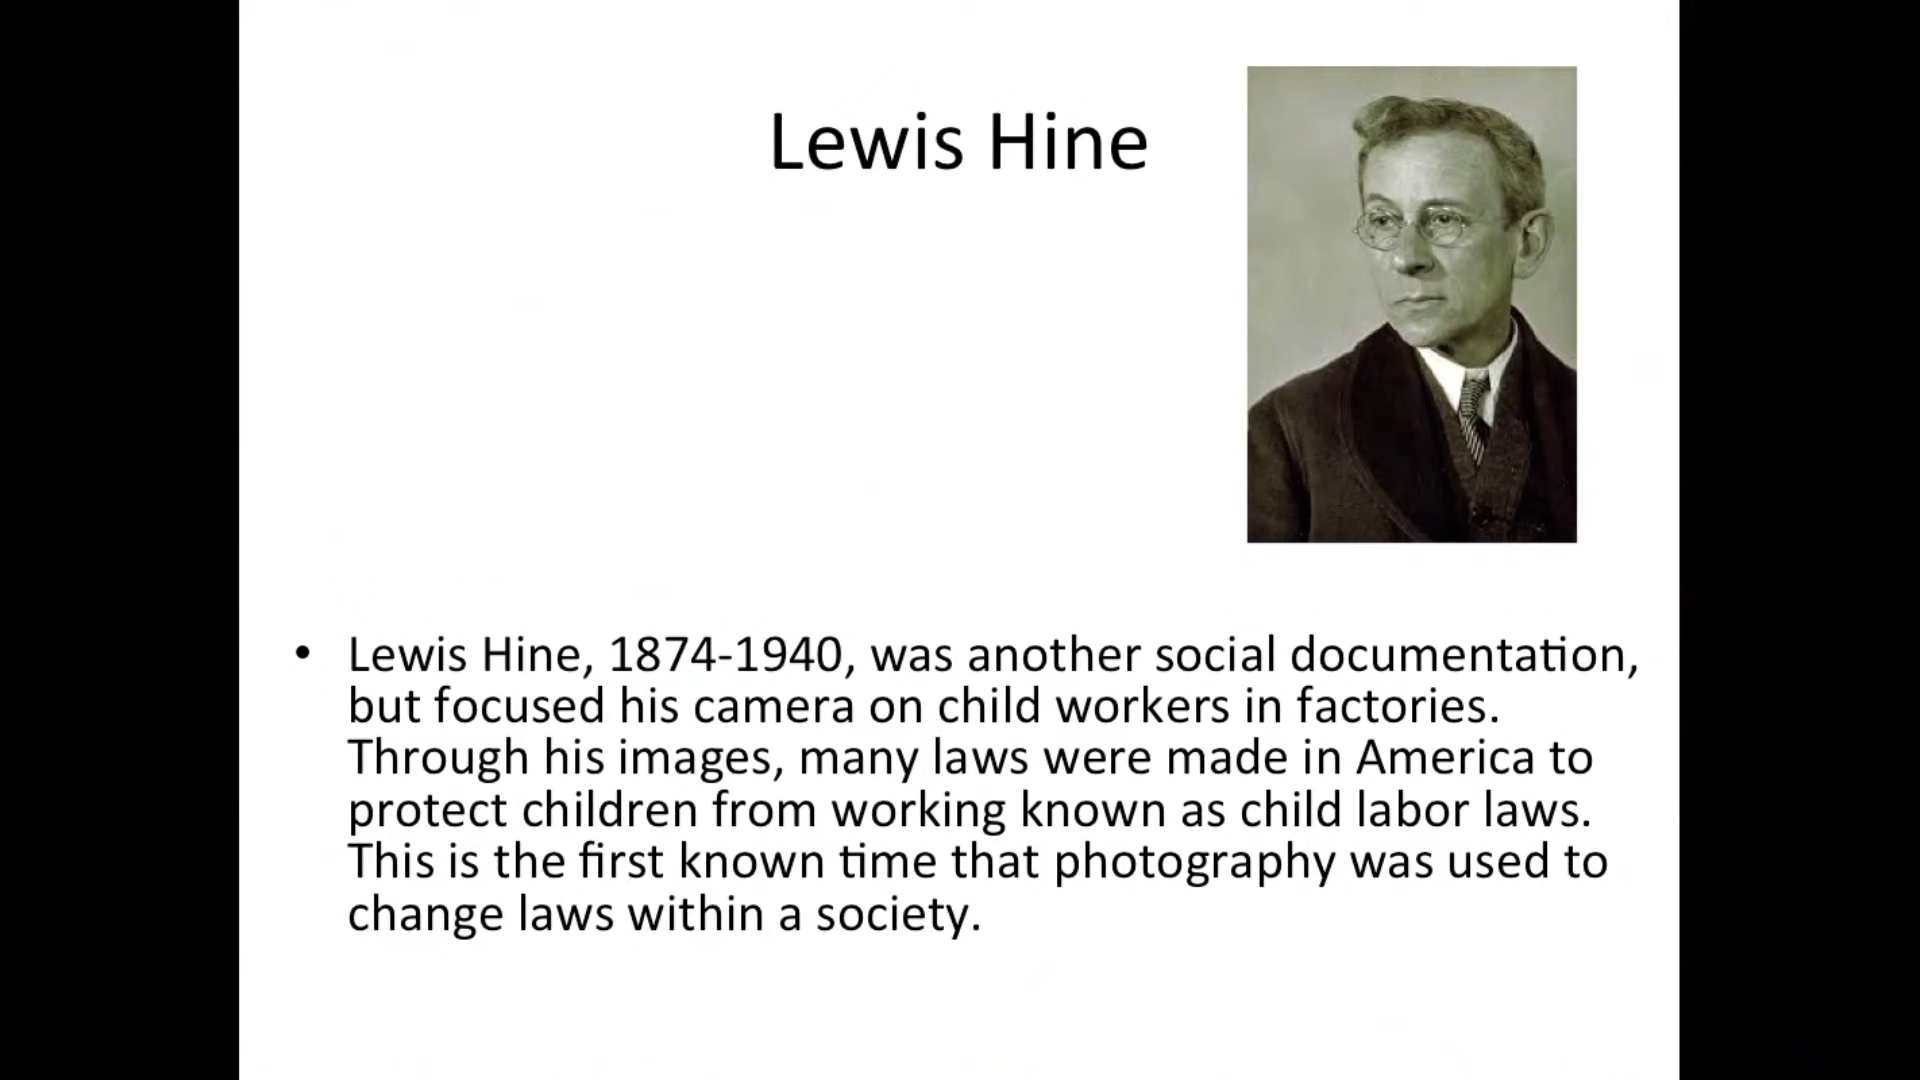 Lewis Hine
• Lewis Hine, 1874-1940, was another social documentation,
but focused his camera on child workers in factories.
Through his images, many laws were made in America to
protect children from working known as child labor laws.
This is the first known time that photography was used to
change laws within a society.